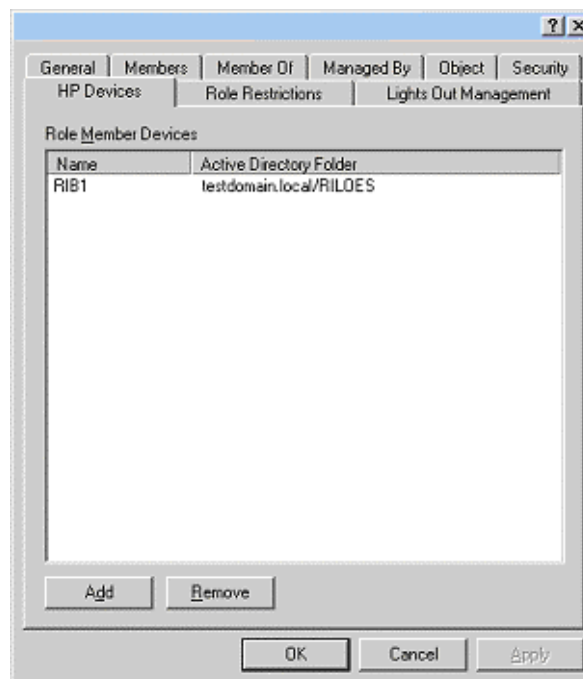 General Members Member Of Managed By Object Security
HP Devices Role Restrictions Lights Out Management
Role Member Devices
Name Active Directory Folder
RIB1 testdomain.local/RILOES
Add Remove
OK Cancel Apply